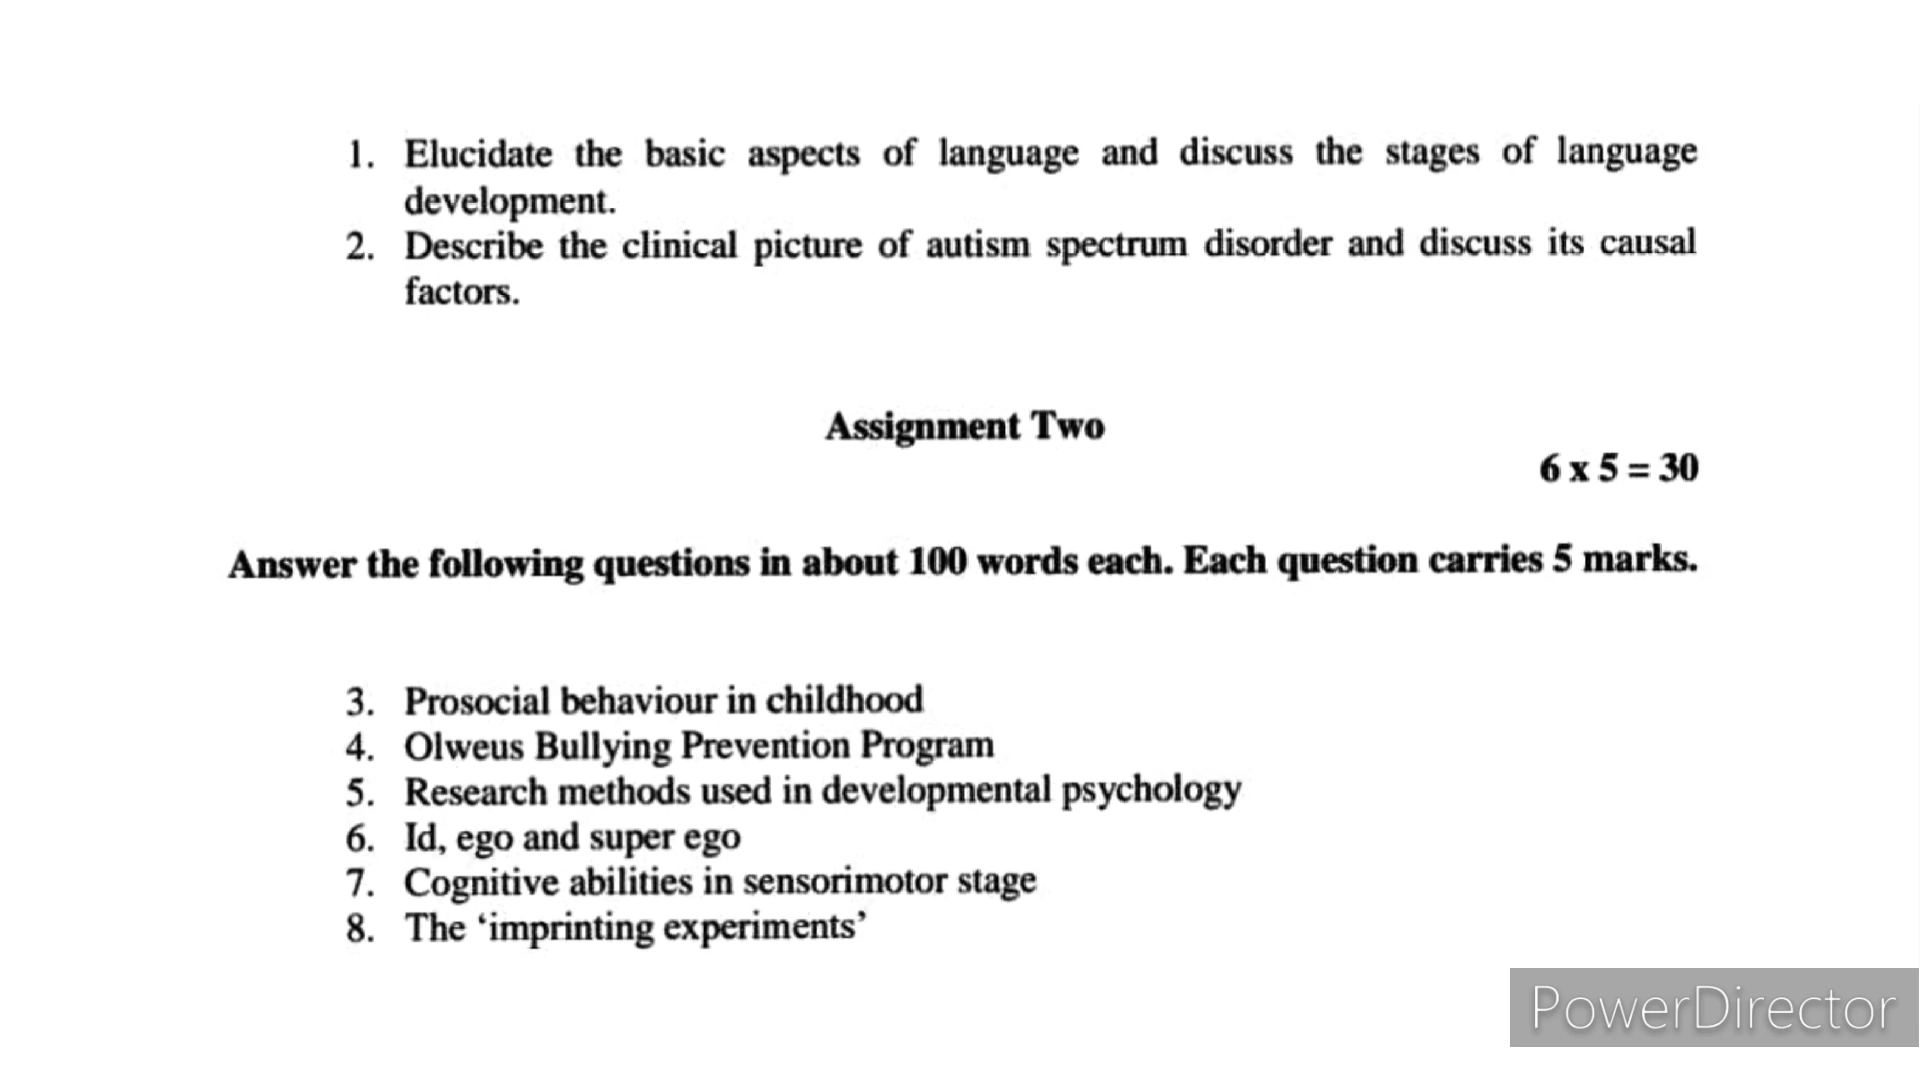 1. Elucidate the basic aspects of language and discuss the stages of language
development.
2. Describe the clinical picture of autism spectrum disorder and discuss its causal
factors.
Assignment Two
6 x 5 = 30
Answer the following questions in about 100 words each. Each question carries 5 marks.
3. Prosocial behaviour in childhood
4. Olweus Bullying Prevention Program
5. Research methods used in developmental psychology
6. Id, ego and super ego
7. Cognitive abilities in sensorimotor stage
8. The ‘imprinting experiments’
PowerDirector